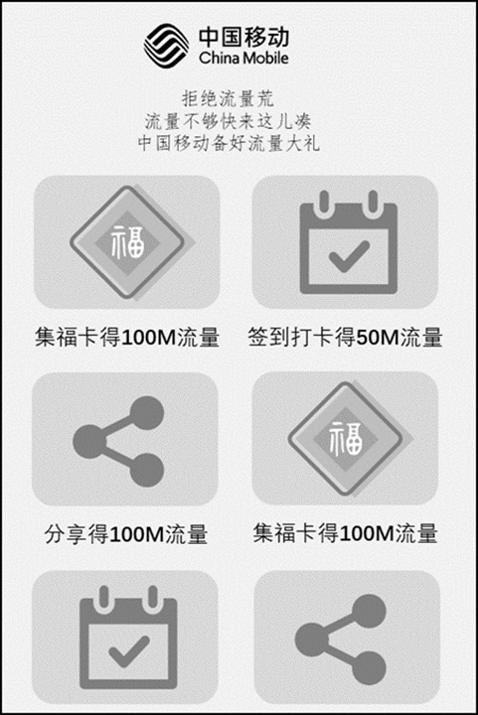 中国移动
China Mobile
拒绝流量荒
流量不够快来这儿凑
中国移动备好流量大礼
福
集福卡得100M流量
签到打卡得50M流量
福
分享得100M流量
集福卡得100M流量